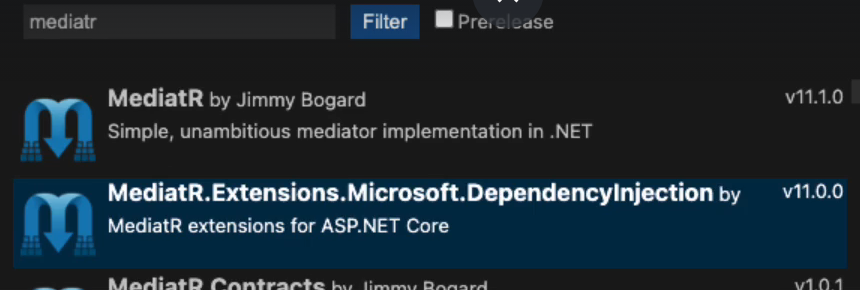 mediatr Filter Prerelease
MediatR by Jimmy Bogard v11.1.0
Simple, unambitious mediator implementation in .NET
MediatR.Extensions.Microsoft.DependencyInjection by v11.0.0
MediatR extensions for ASP.NET Core
MediatR.Contracts by Jimmy Bogard v1.0.1